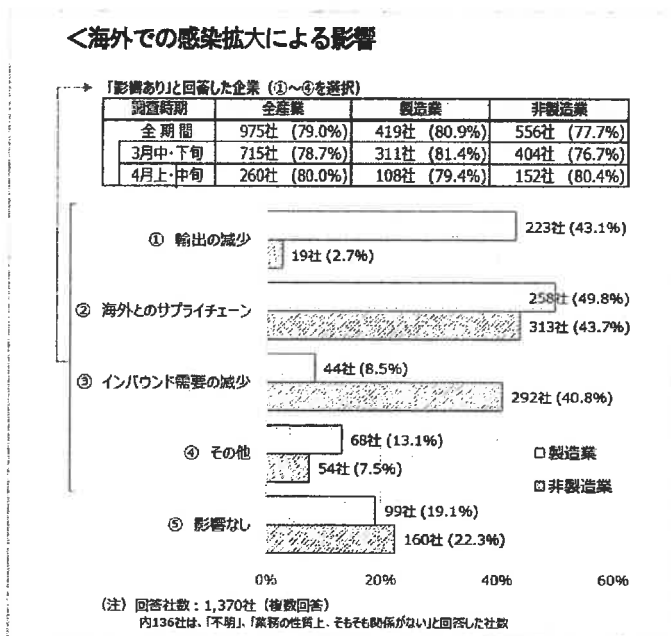 ＜海外での感染拡大による影響
「影響あり」と回答した企業（①～④を選択）
調査時期 全産業 製造業 非製造業
全期間 975社 (79.0%) 419社 (80.9%) 556社 (77.7%)
3月中・下旬 715社 (78.7%) 311社 (81.4%) 404社 (76.7%)
4月上・中旬 260社 (80.0%) 108社 (79.4%) 152社 (80.4%)
① 輸出の減少
223社 (43.1%)
19社 (2.7%)
② 海外とのサプライチェーン
258社 (49.8%)
313社 (43.7%)
③ インバウンド需要の減少
44社 (8.5%)
292社 (40.8%)
④ その他
68社 (13.1%)
54社 (7.5%)
□製造業
非製造業
⑤ 影響なし
99社 (19.1%)
160社 (22.3%)
0% 20% 40% 60%
（注）回答社数：1,370社（複数回答）
内136社は、「不明」、「業務の性質上、そもそも関係がない」と回答した社数